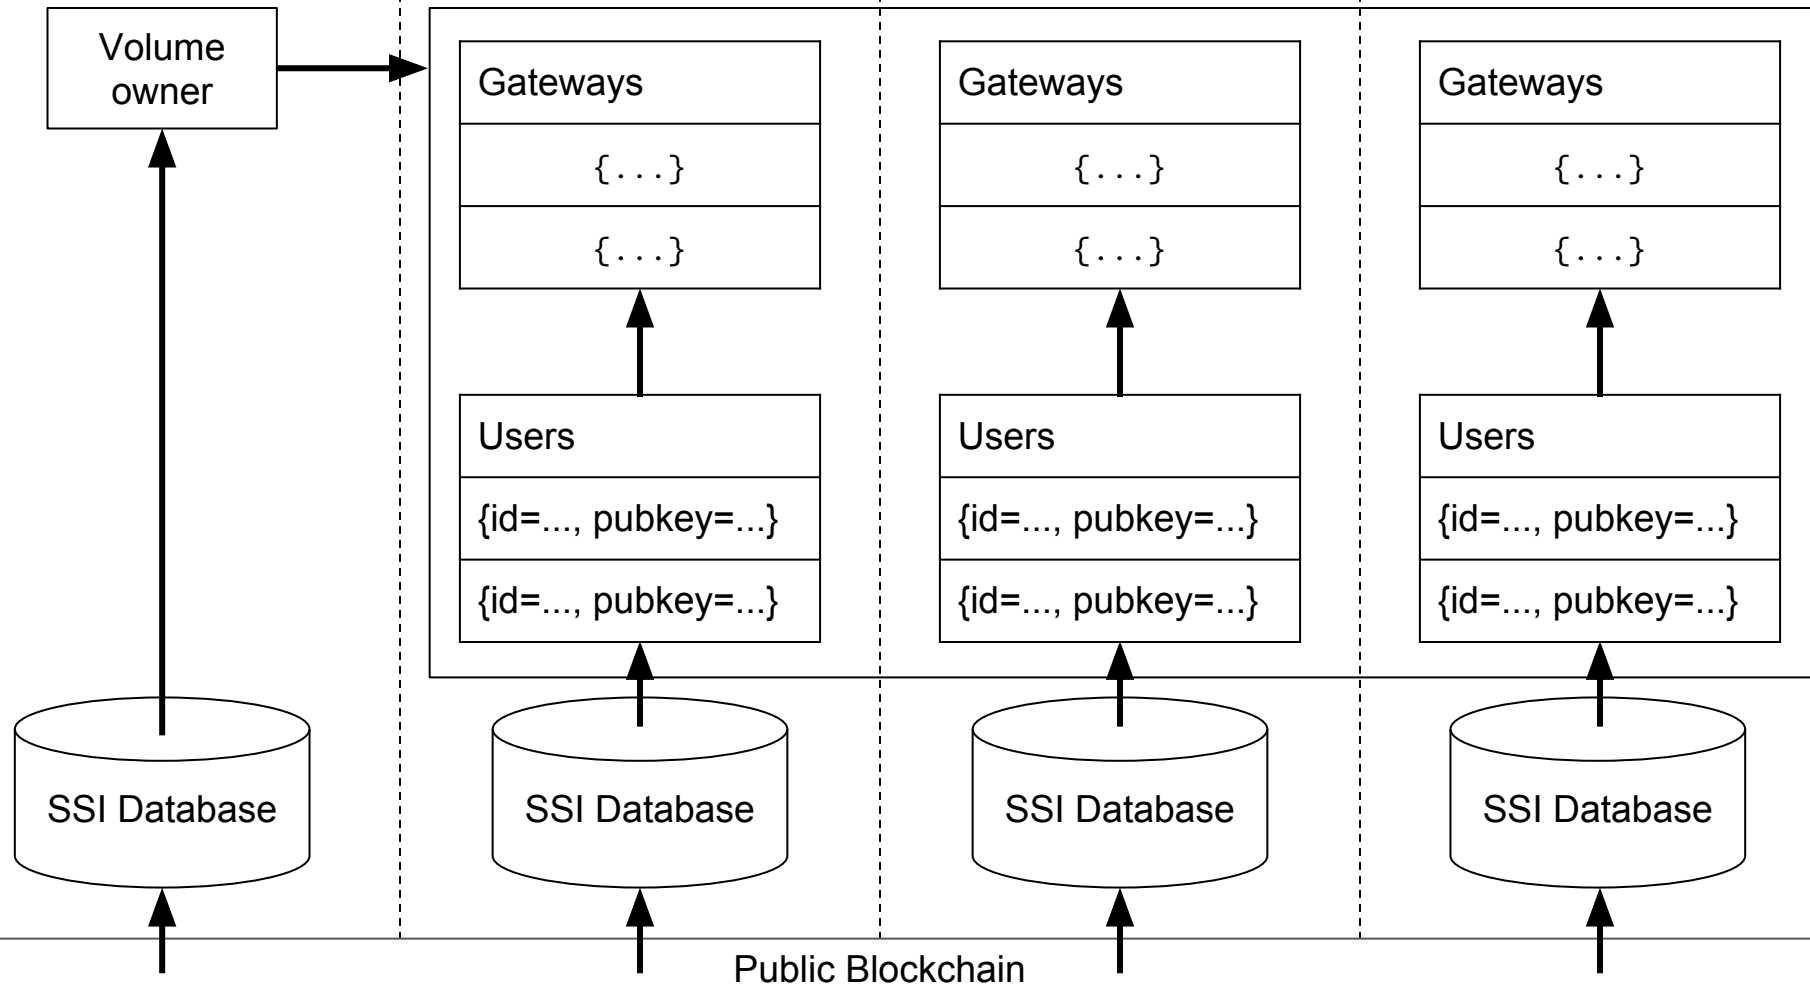 Volume
owner
Gateways
{...}
{...}
Users
{id=..., pubkey=...}
{id=..., pubkey=...}
Gateways
{...}
{...}
Users
{id=..., pubkey=...}
{id=..., pubkey=...}
Gateways
{...}
{...}
Users
{id=..., pubkey=...}
{id=..., pubkey=...}
SSI Database
SSI Database
SSI Database
SSI Database
Public Blockchain